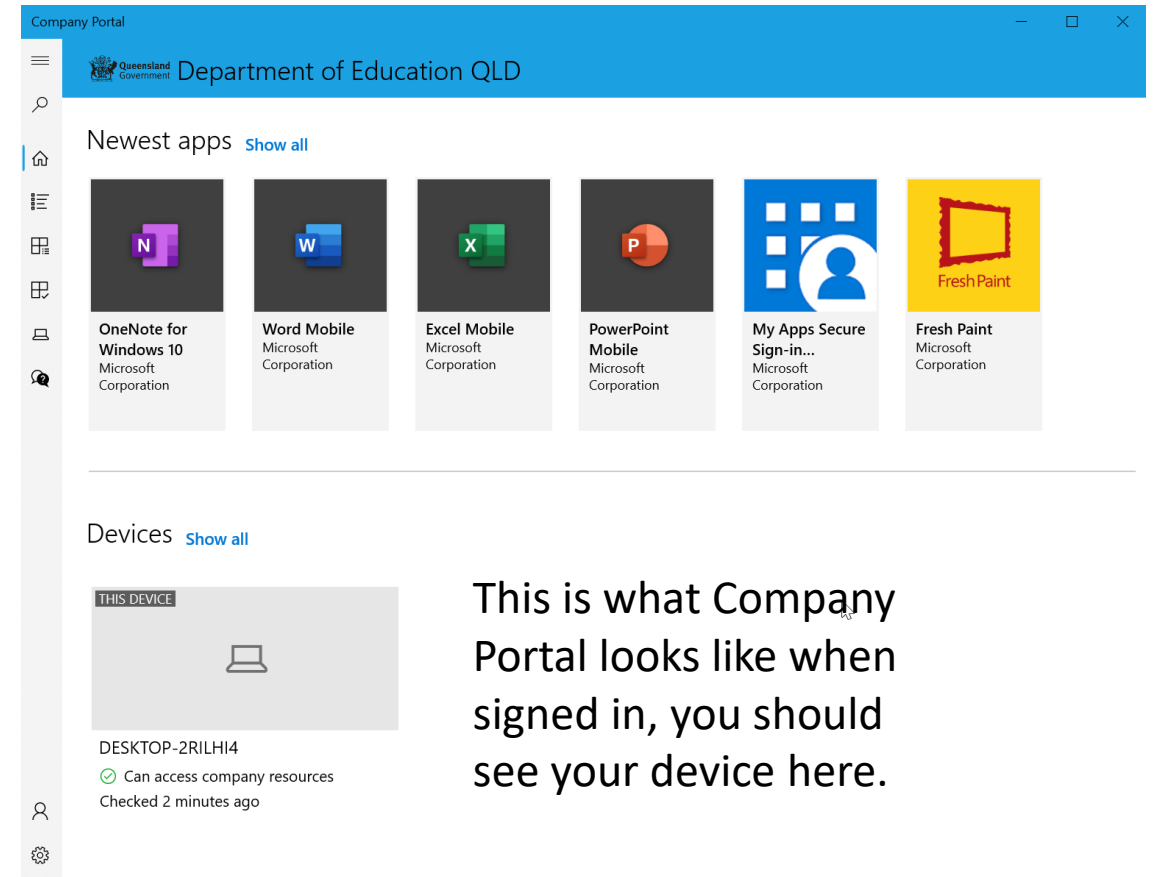 Company Portal
Queensland
Government
Department of Education QLD
Newest apps Show all
N
W
X
P
Fresh Paint
OneNote for
Windows 10
Microsoft
Corporation
Word Mobile
Microsoft
Corporation
Excel Mobile
Microsoft
Corporation
PowerPoint
Mobile
Microsoft
Corporation
My Apps Secure
Sign-in...
Microsoft
Corporation
Fresh Paint
Microsoft
Corporation
Devices Show all
THIS DEVICE
DESKTOP-2RILHI4
Can access company resources
Checked 2 minutes ago
This is what Company
Portal looks like when
signed in, you should
see your device here.